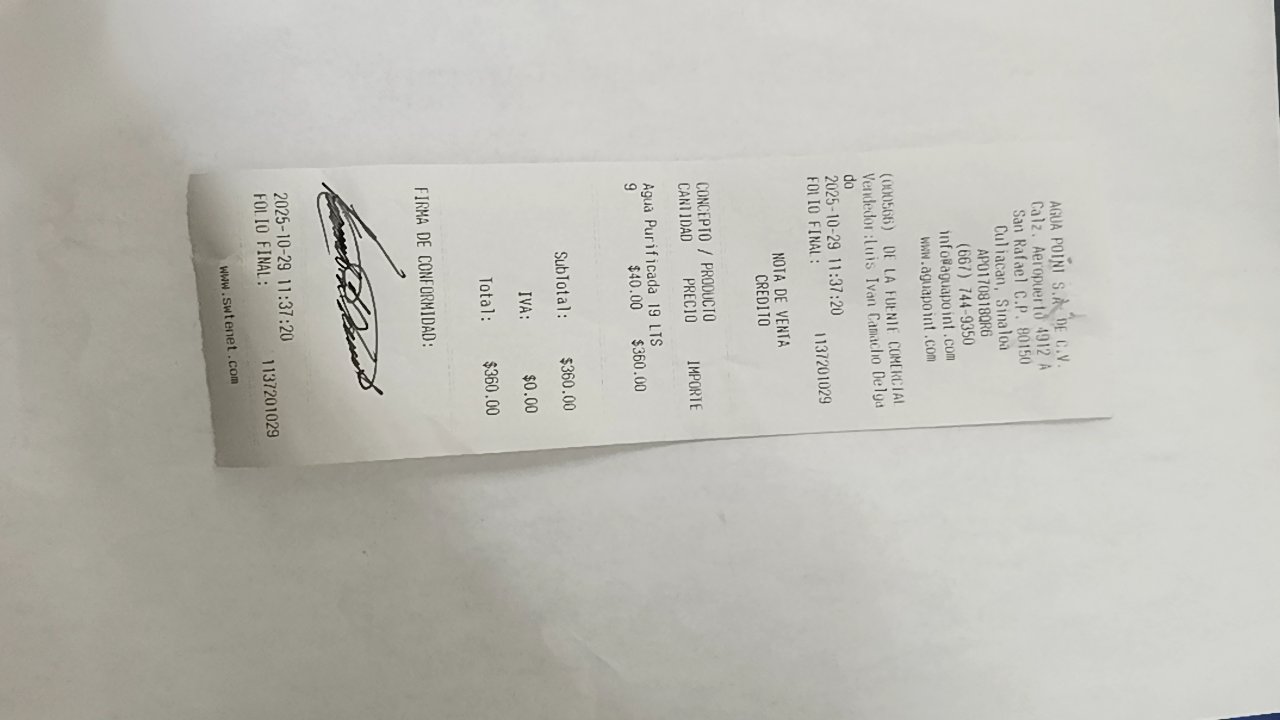 AGUA POINT S.A. DE C.V.
Calz. Aeropuerto 4912 A
San Rafael C.P. 80150
Culiacan, Sinaloa
APO170818QR6
(667) 744-9350
info@aguapoint.com
www.aguapoint.com
(000566) DE LA FUENTE COMERCIAL
Vendedor:Luis Ivan Camacho Delga
do
2025-10-29 11:37:20
FOLIO FINAL: 1137201029
NOTA DE VENTA
CREDITO
CONCEPTO / PRODUCTO
CANTIDAD PRECIO IMPORTE
Agua Purificada 19 LTS
9 $40.00 $360.00
SubTotal: $360.00
IVA: $0.00
Total: $360.00
FIRMA DE CONFORMIDAD:
2025-10-29 11:37:20
FOLIO FINAL: 1137201029
www.swtenet.com